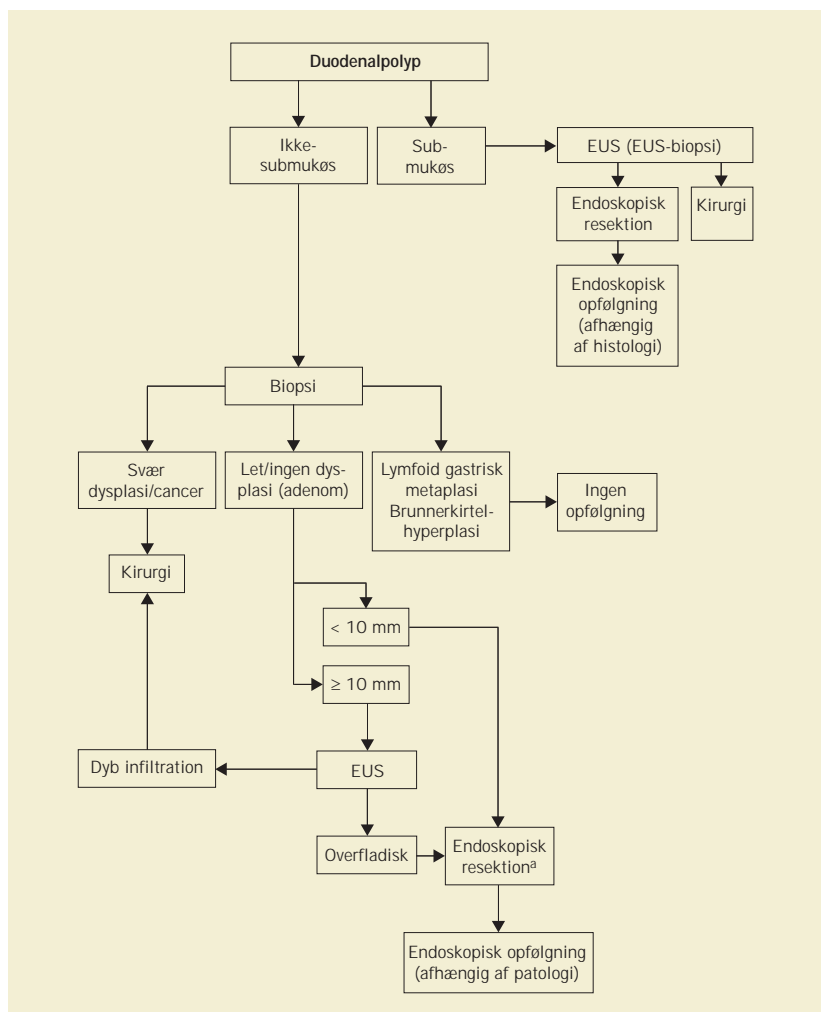 Duodenalpolyp
Ikke-
submukøs
Sub-
mukøs
EUS (EUS-biopsi)
Endoskopisk
resektion
Kirurgi
Endoskopisk
opfølgning
(afhængig
af histologi)
Biopsi
Svær
dysplasi/cancer
Let/ingen dys-
plasi (adenom)
Lymfoid gastrisk
metaplasi
Brunnerkirtel-
hyperplasi
Ingen
opfølgning
Kirurgi
< 10 mm
≥ 10 mm
Dyb infiltration
EUS
Overfladisk
Endoskopisk
resektionᵃ
Endoskopisk opfølgning
(afhængig af patologi)